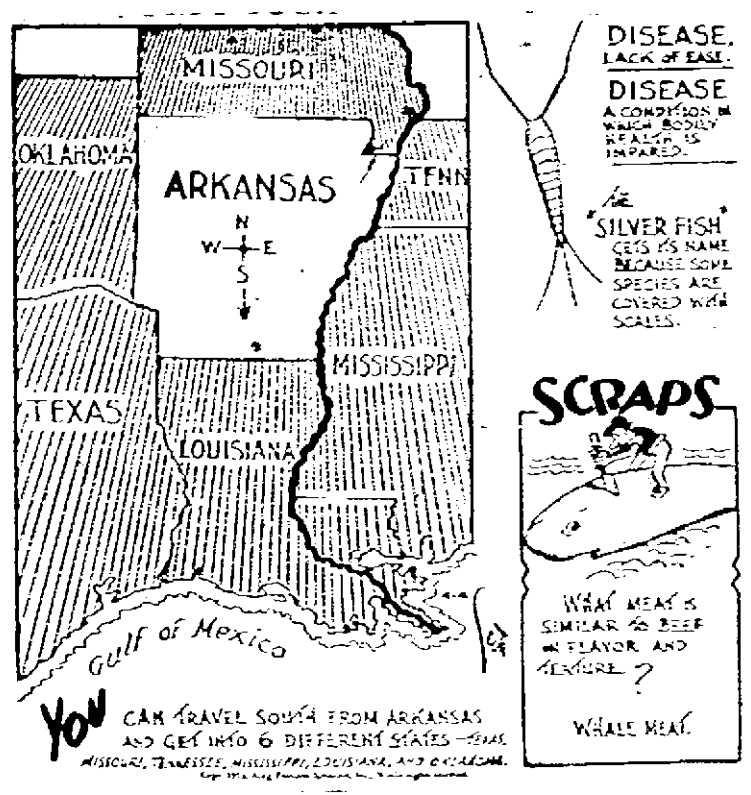 MISSOURI
OKLAHOMA
ARKANSAS
TENN
N
W E
S
MISSISSIPPI
TEXAS
LOUISIANA
Gulf of Mexico
YOU
CAN TRAVEL SOUTH FROM ARKANSAS
AND GET INTO 6 DIFFERENT STATES - TEXAS,
MISSOURI, TENNESSEE, MISSISSIPPI, LOUISIANA, AND OKLAHOMA.
DISEASE,
LACK OF EASE.
DISEASE
A CONDITION IN
WHICH BODILY
HEALTH IS
IMPARED.
THE
"SILVER FISH"
GETS ITS NAME
BECAUSE SOME
SPECIES ARE
COVERED WITH
SCALES.
SCRAPS
WHAT MEAT IS
SIMILAR TO BEEF
IN FLAVOR AND
TEXTURE
?
WHALE MEAT.